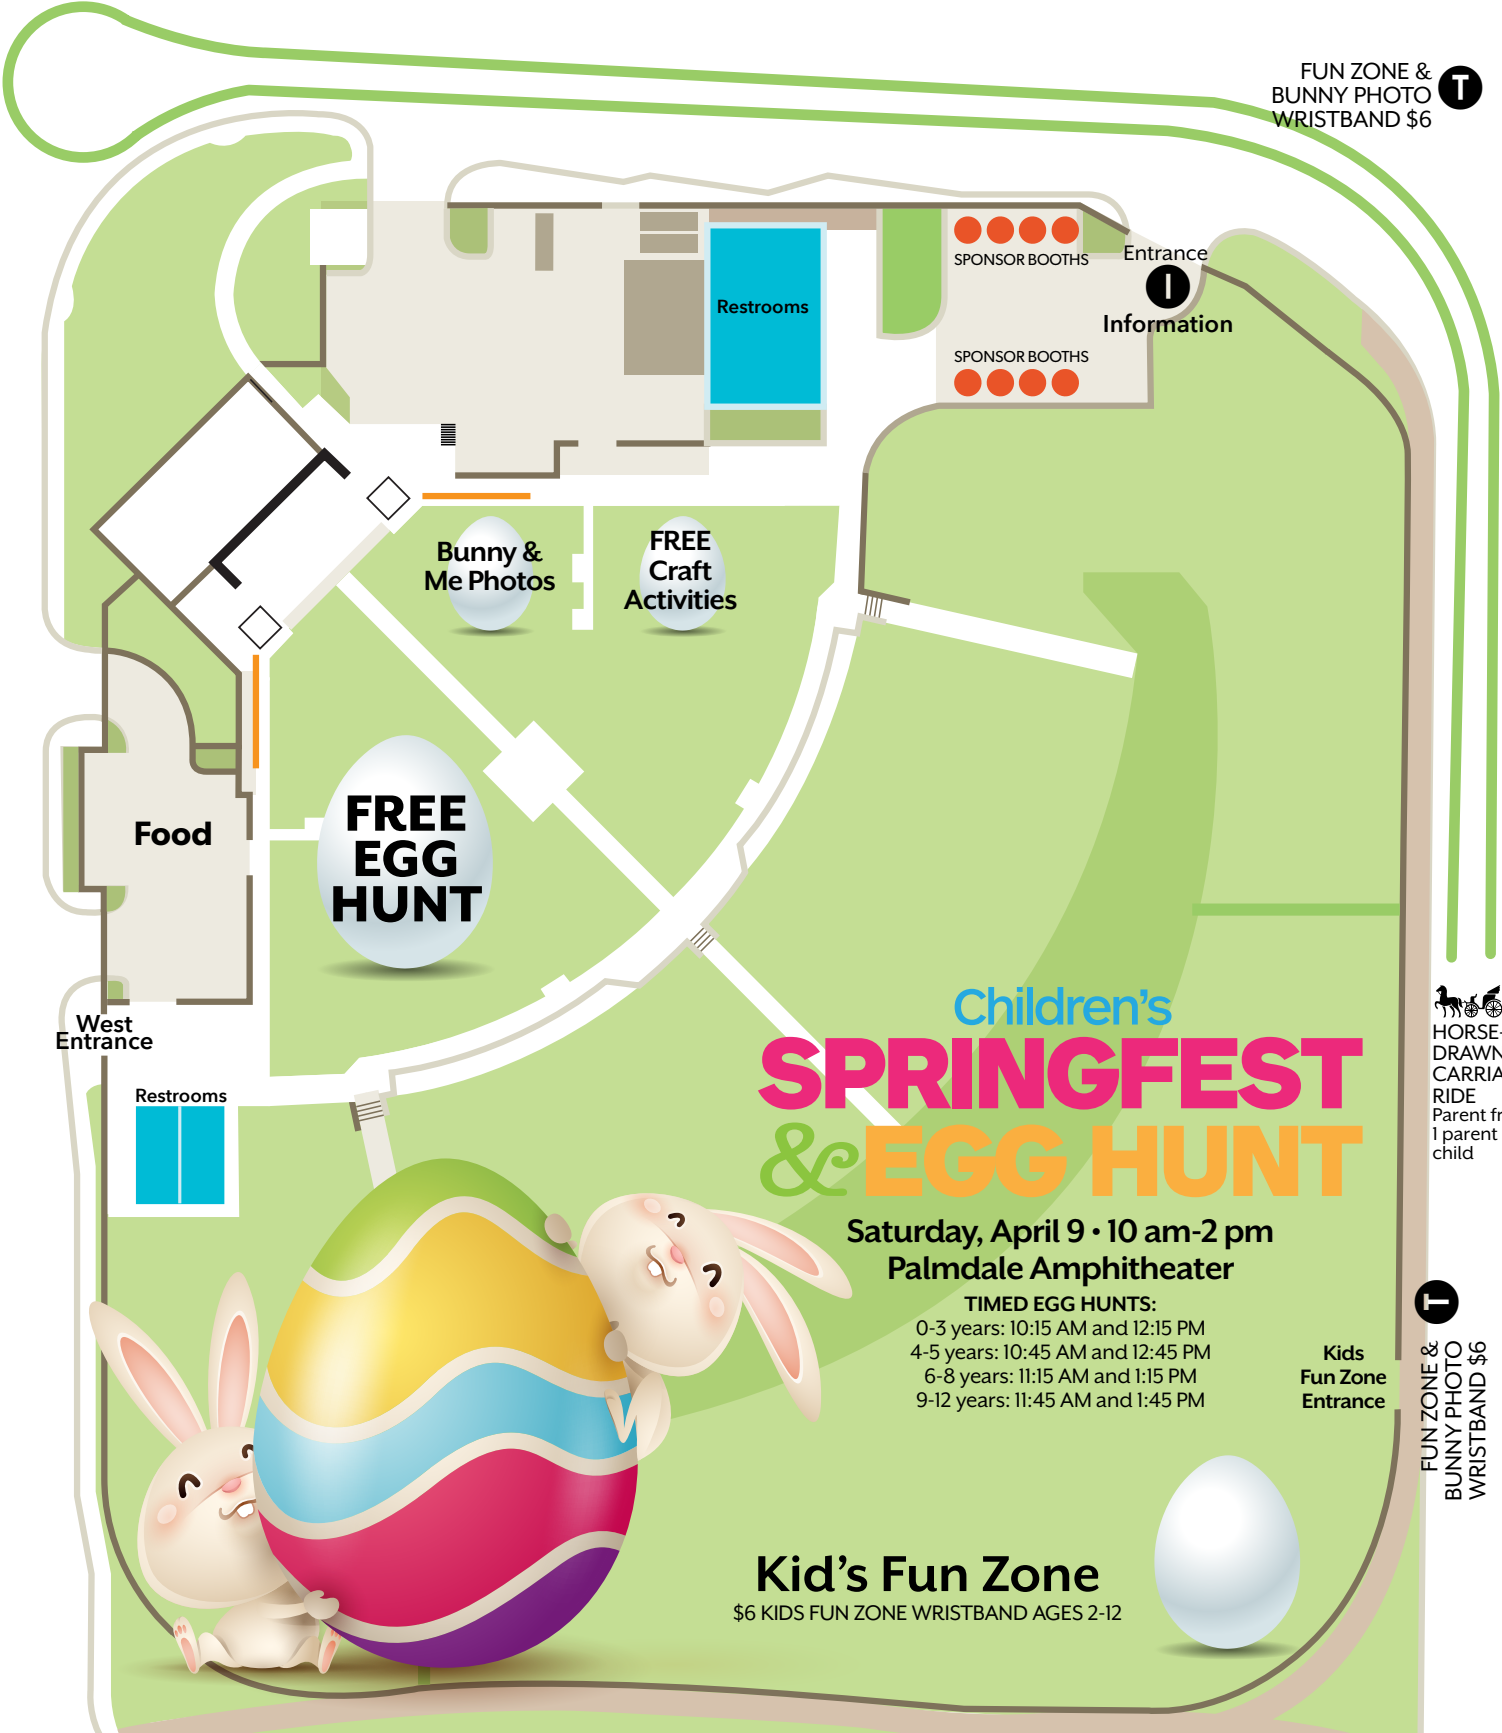 FUN ZONE &
BUNNY PHOTO
WRISTBAND $6
T
Entrance
I
Information
SPONSOR BOOTHS
SPONSOR BOOTHS
Restrooms
Bunny &
Me Photos
FREE
Craft
Activities
FREE
EGG
HUNT
Food
West
Entrance
Restrooms
HORSE-
DRAWN
RIDE
Parent
1 parent
child
Children's
SPRINGFEST
& EGG HUNT
Saturday, April 9 • 10 am-2 pm
Palmdale Amphitheater
TIMED EGG HUNTS:
0-3 years: 10:15 AM and 12:15 PM
4-5 years: 10:45 AM and 12:45 PM
6-8 years: 11:15 AM and 1:15 PM
9-12 years: 11:45 AM and 1:45 PM
Kids
Fun Zone
Entrance
T
FUN ZONE &
BUNNY PHOTO
WRISTBAND $6
Kid's Fun Zone
$6 KIDS FUN ZONE WRISTBAND AGES 2-12